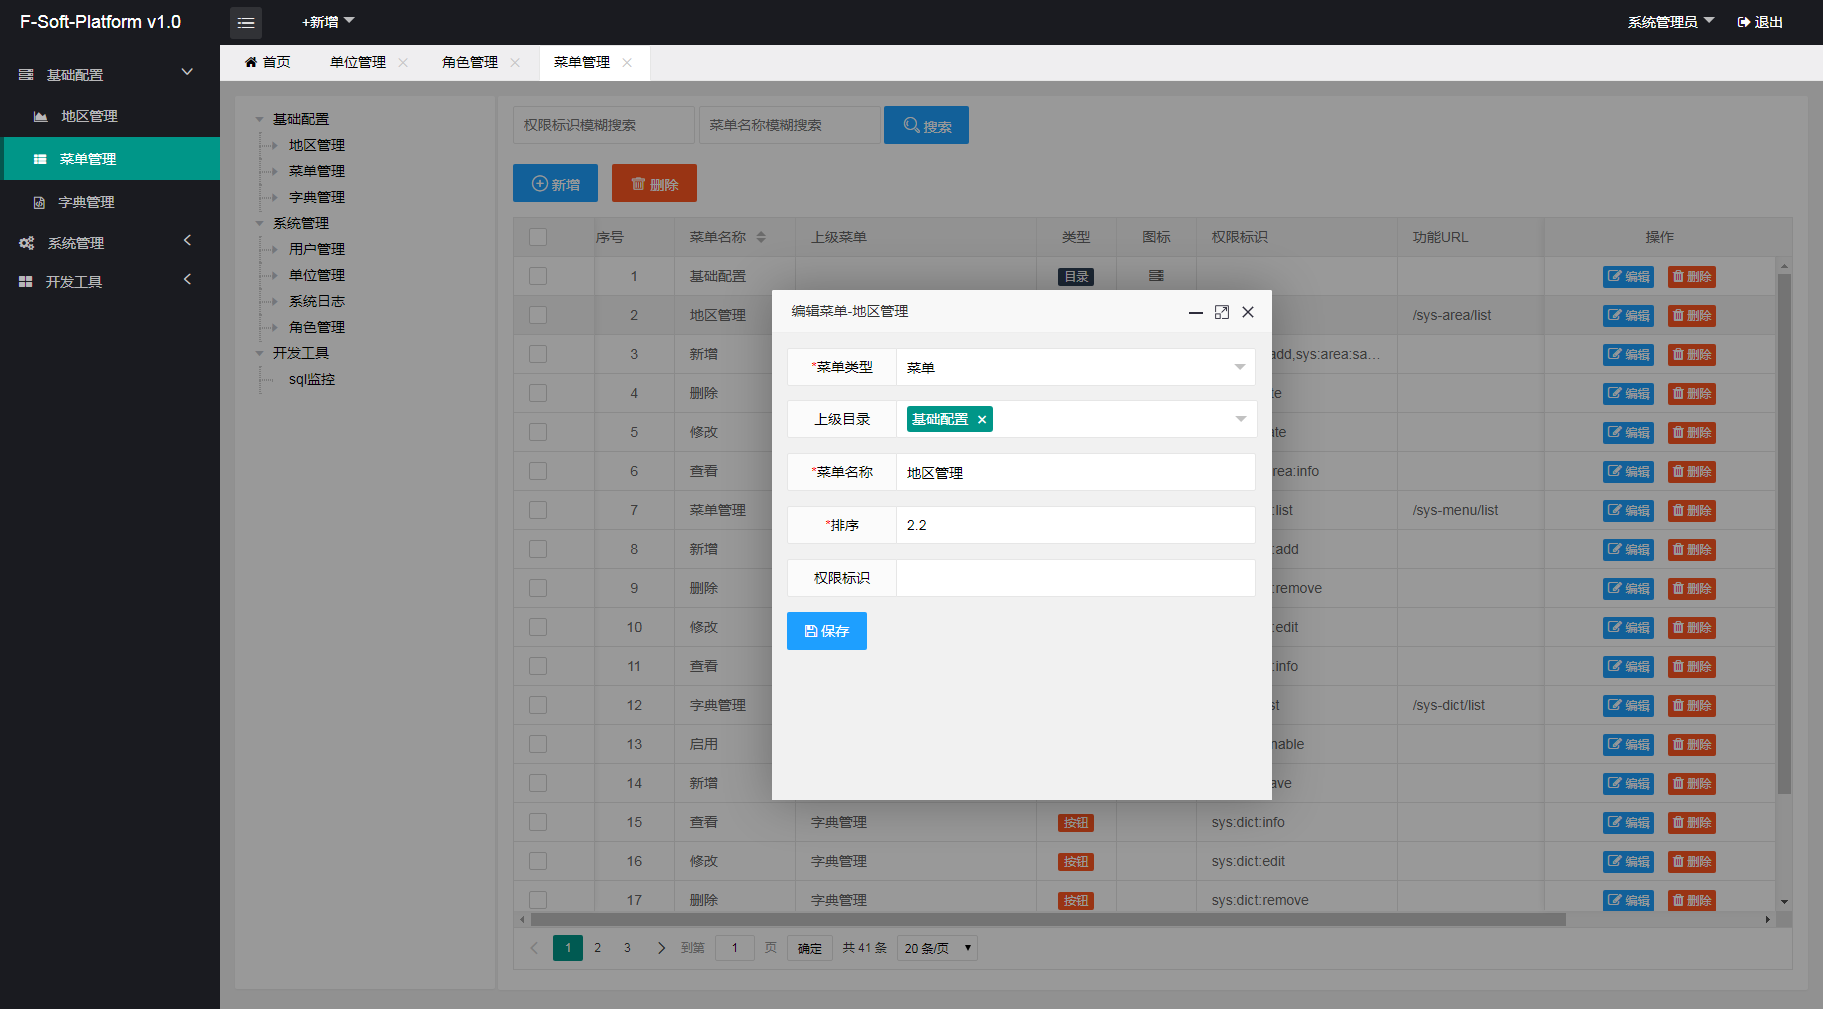 F-Soft-Platform v1.0
+新增
系统管理员
退出
基础配置
地区管理
菜单管理
字典管理
系统管理
开发工具
首页
单位管理
角色管理
菜单管理
基础配置
地区管理
菜单管理
字典管理
系统管理
用户管理
单位管理
系统日志
角色管理
开发工具
sql监控
权限标识模糊搜索 菜单名称模糊搜索 搜索
新增 删除
序号 菜单名称 上级菜单 类型 图标 权限标识 功能URL 操作
1 基础配置 目录 编辑 删除
2 地区管理 /sys-area/list 编辑 删除
3 新增 add,sys:area:sa... 编辑 删除
4 删除 te 编辑 删除
5 修改 ate 编辑 删除
6 查看 rea:info 编辑 删除
7 菜单管理 :list /sys-menu/list 编辑 删除
8 新增 :add 编辑 删除
9 删除 :remove 编辑 删除
10 修改 :edit 编辑 删除
11 查看 :info 编辑 删除
12 字典管理 st /sys-dict/list 编辑 删除
13 启用 nable 编辑 删除
14 新增 ave 编辑 删除
15 查看 字典管理 按钮 sys:dict:info 编辑 删除
16 修改 字典管理 按钮 sys:dict:edit 编辑 删除
17 删除 字典管理 按钮 sys:dict:remove 编辑 删除
1 2 3 到第 1 页 确定 共 41 条 20 条/页
编辑菜单-地区管理
*菜单类型 菜单
上级目录 基础配置
*菜单名称 地区管理
*排序 2.2
权限标识
保存